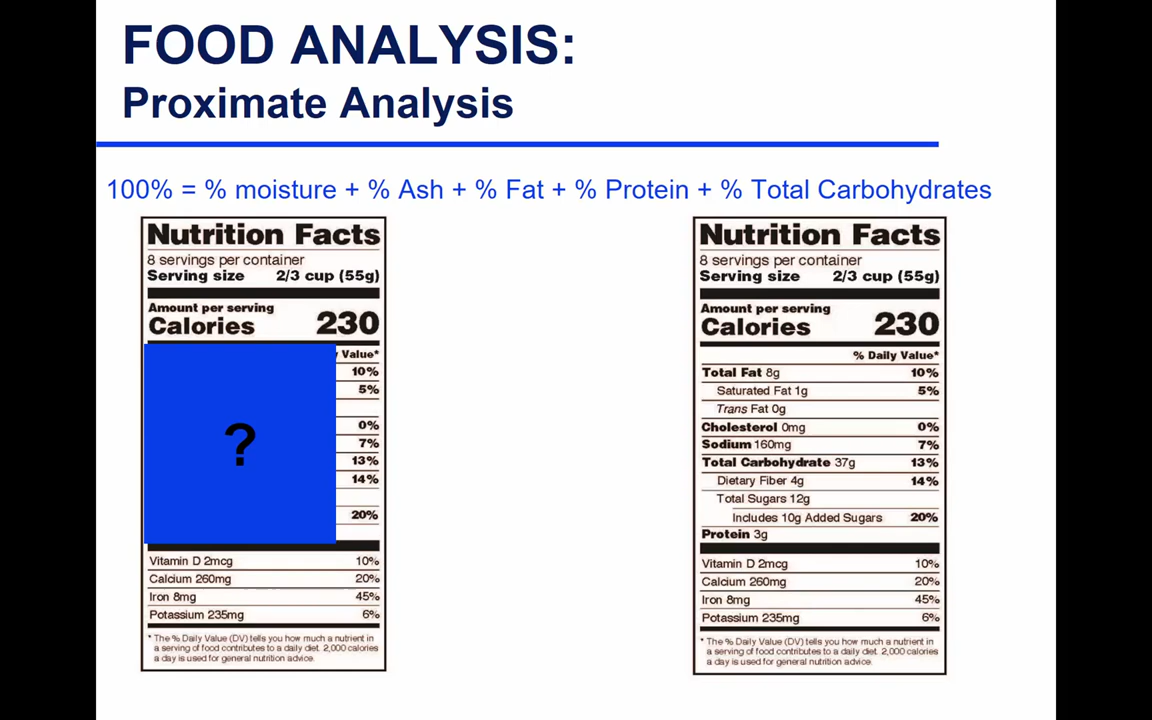 FOOD ANALYSIS:
Proximate Analysis
100% = % moisture + % Ash + % Fat + % Protein + % Total Carbohydrates
Nutrition Facts
8 servings per container
Serving size 2/3 cup (55g)
Amount per serving
Calories 230
Value*
10%
5%
0%
7%
13%
14%
20%
?
Vitamin D 2mcg 10%
Calcium 260mg 20%
Iron 8mg 45%
Potassium 235mg 6%
* The % Daily Value (DV) tells you how much a nutrient in
a serving of food contributes to a daily diet. 2,000 calories
a day is used for general nutrition advice.
Nutrition Facts
8 servings per container
Serving size 2/3 cup (55g)
Amount per serving
Calories 230
% Daily Value*
Total Fat 8g 10%
Saturated Fat 1g 5%
Trans Fat 0g
Cholesterol 0mg 0%
Sodium 160mg 7%
Total Carbohydrate 37g 13%
Dietary Fiber 4g 14%
Total Sugars 12g
Includes 10g Added Sugars 20%
Protein 3g
Vitamin D 2mcg 10%
Calcium 260mg 20%
Iron 8mg 45%
Potassium 235mg 6%
* The % Daily Value (DV) tells you how much a nutrient in
a serving of food contributes to a daily diet. 2,000 calories
a day is used for general nutrition advice.